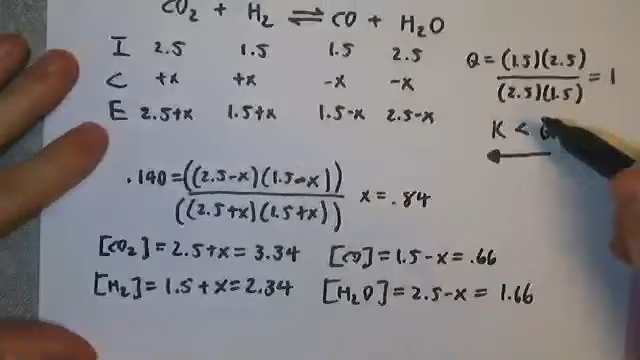 CO2 + H2 ⇌ CO + H2O
I 2.5 1.5 1.5 2.5
C +x +x -x -x
E 2.5+x 1.5+x 1.5-x 2.5-x
Q = (1.5)(2.5) / (2.5)(1.5) = 1
K <
←
.140 = ((2.5-x)(1.5-x)) / ((2.5+x)(1.5+x)) x = .84
[CO2] = 2.5+x = 3.34 [CO] = 1.5-x = .66
[H2] = 1.5+x = 2.34 [H2O] = 2.5-x = 1.66